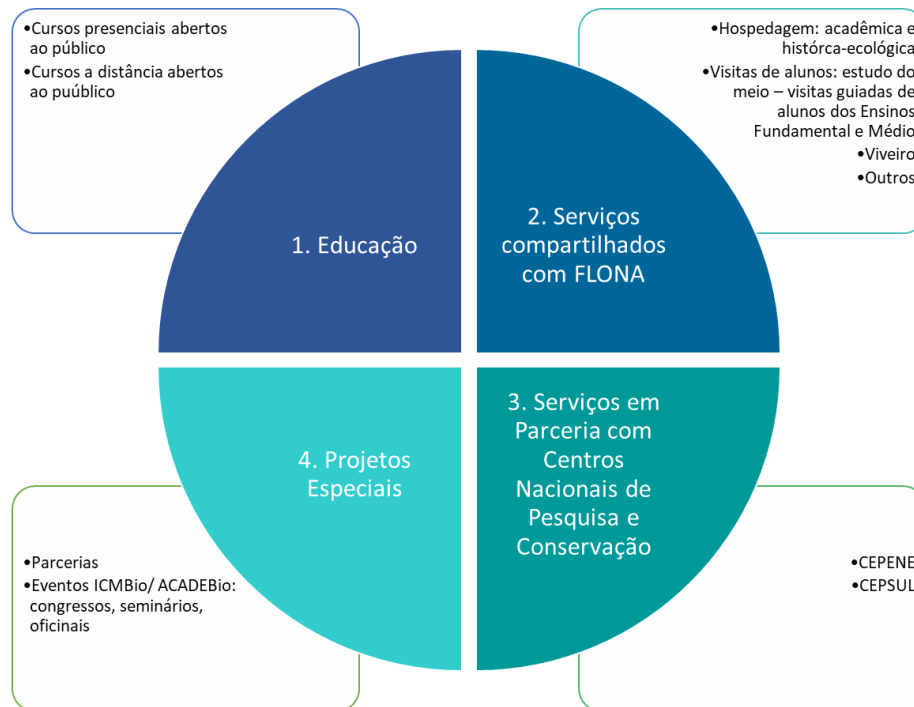 •Cursos presenciais abertos
ao público
•Cursos a distância abertos
ao puúblico
•Hospedagem: acadêmica e
histórca-ecológica
•Visitas de alunos: estudo do
meio – visitas guiadas de
alunos dos Ensinos
Fundamental e Médio
•Viveiro
•Outros
1. Educação
2. Serviços
compartilhados
com FLONA
4. Projetos
Especiais
3. Serviços em
Parceria com
Centros
Nacionais de
Pesquisa e
Conservação
•Parcerias
•Eventos ICMBio/ ACADEBio:
congressos, seminários,
oficinais
•CEPENE
•CEPSUL